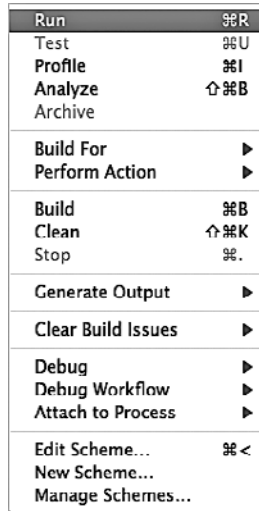 Run ⌘R
Test ⌘U
Profile ⌘I
Analyze ⇧⌘B
Archive
Build For ▶
Perform Action ▶
Build ⌘B
Clean ⇧⌘K
Stop ⌘.
Generate Output ▶
Clear Build Issues ▶
Debug ▶
Debug Workflow ▶
Attach to Process ▶
Edit Scheme... ⌘<
New Scheme...
Manage Schemes...